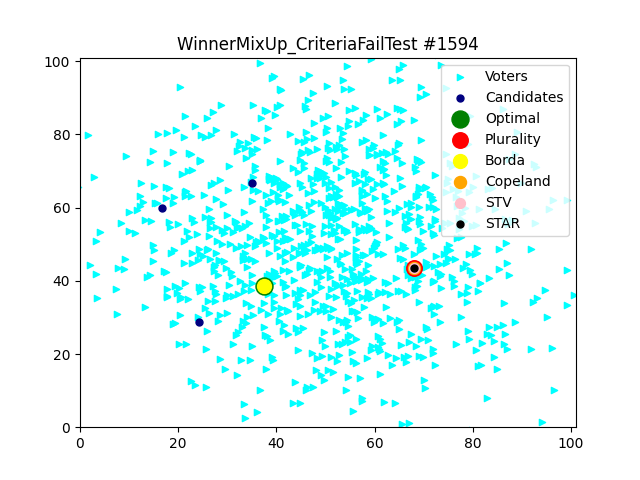 WinnerMixUp_CriteriaFailTest #1594
100
80
60
40
20
0
0
20
40
60
80
100
Voters
Candidates
Optimal
Plurality
Borda
Copeland
STV
STAR